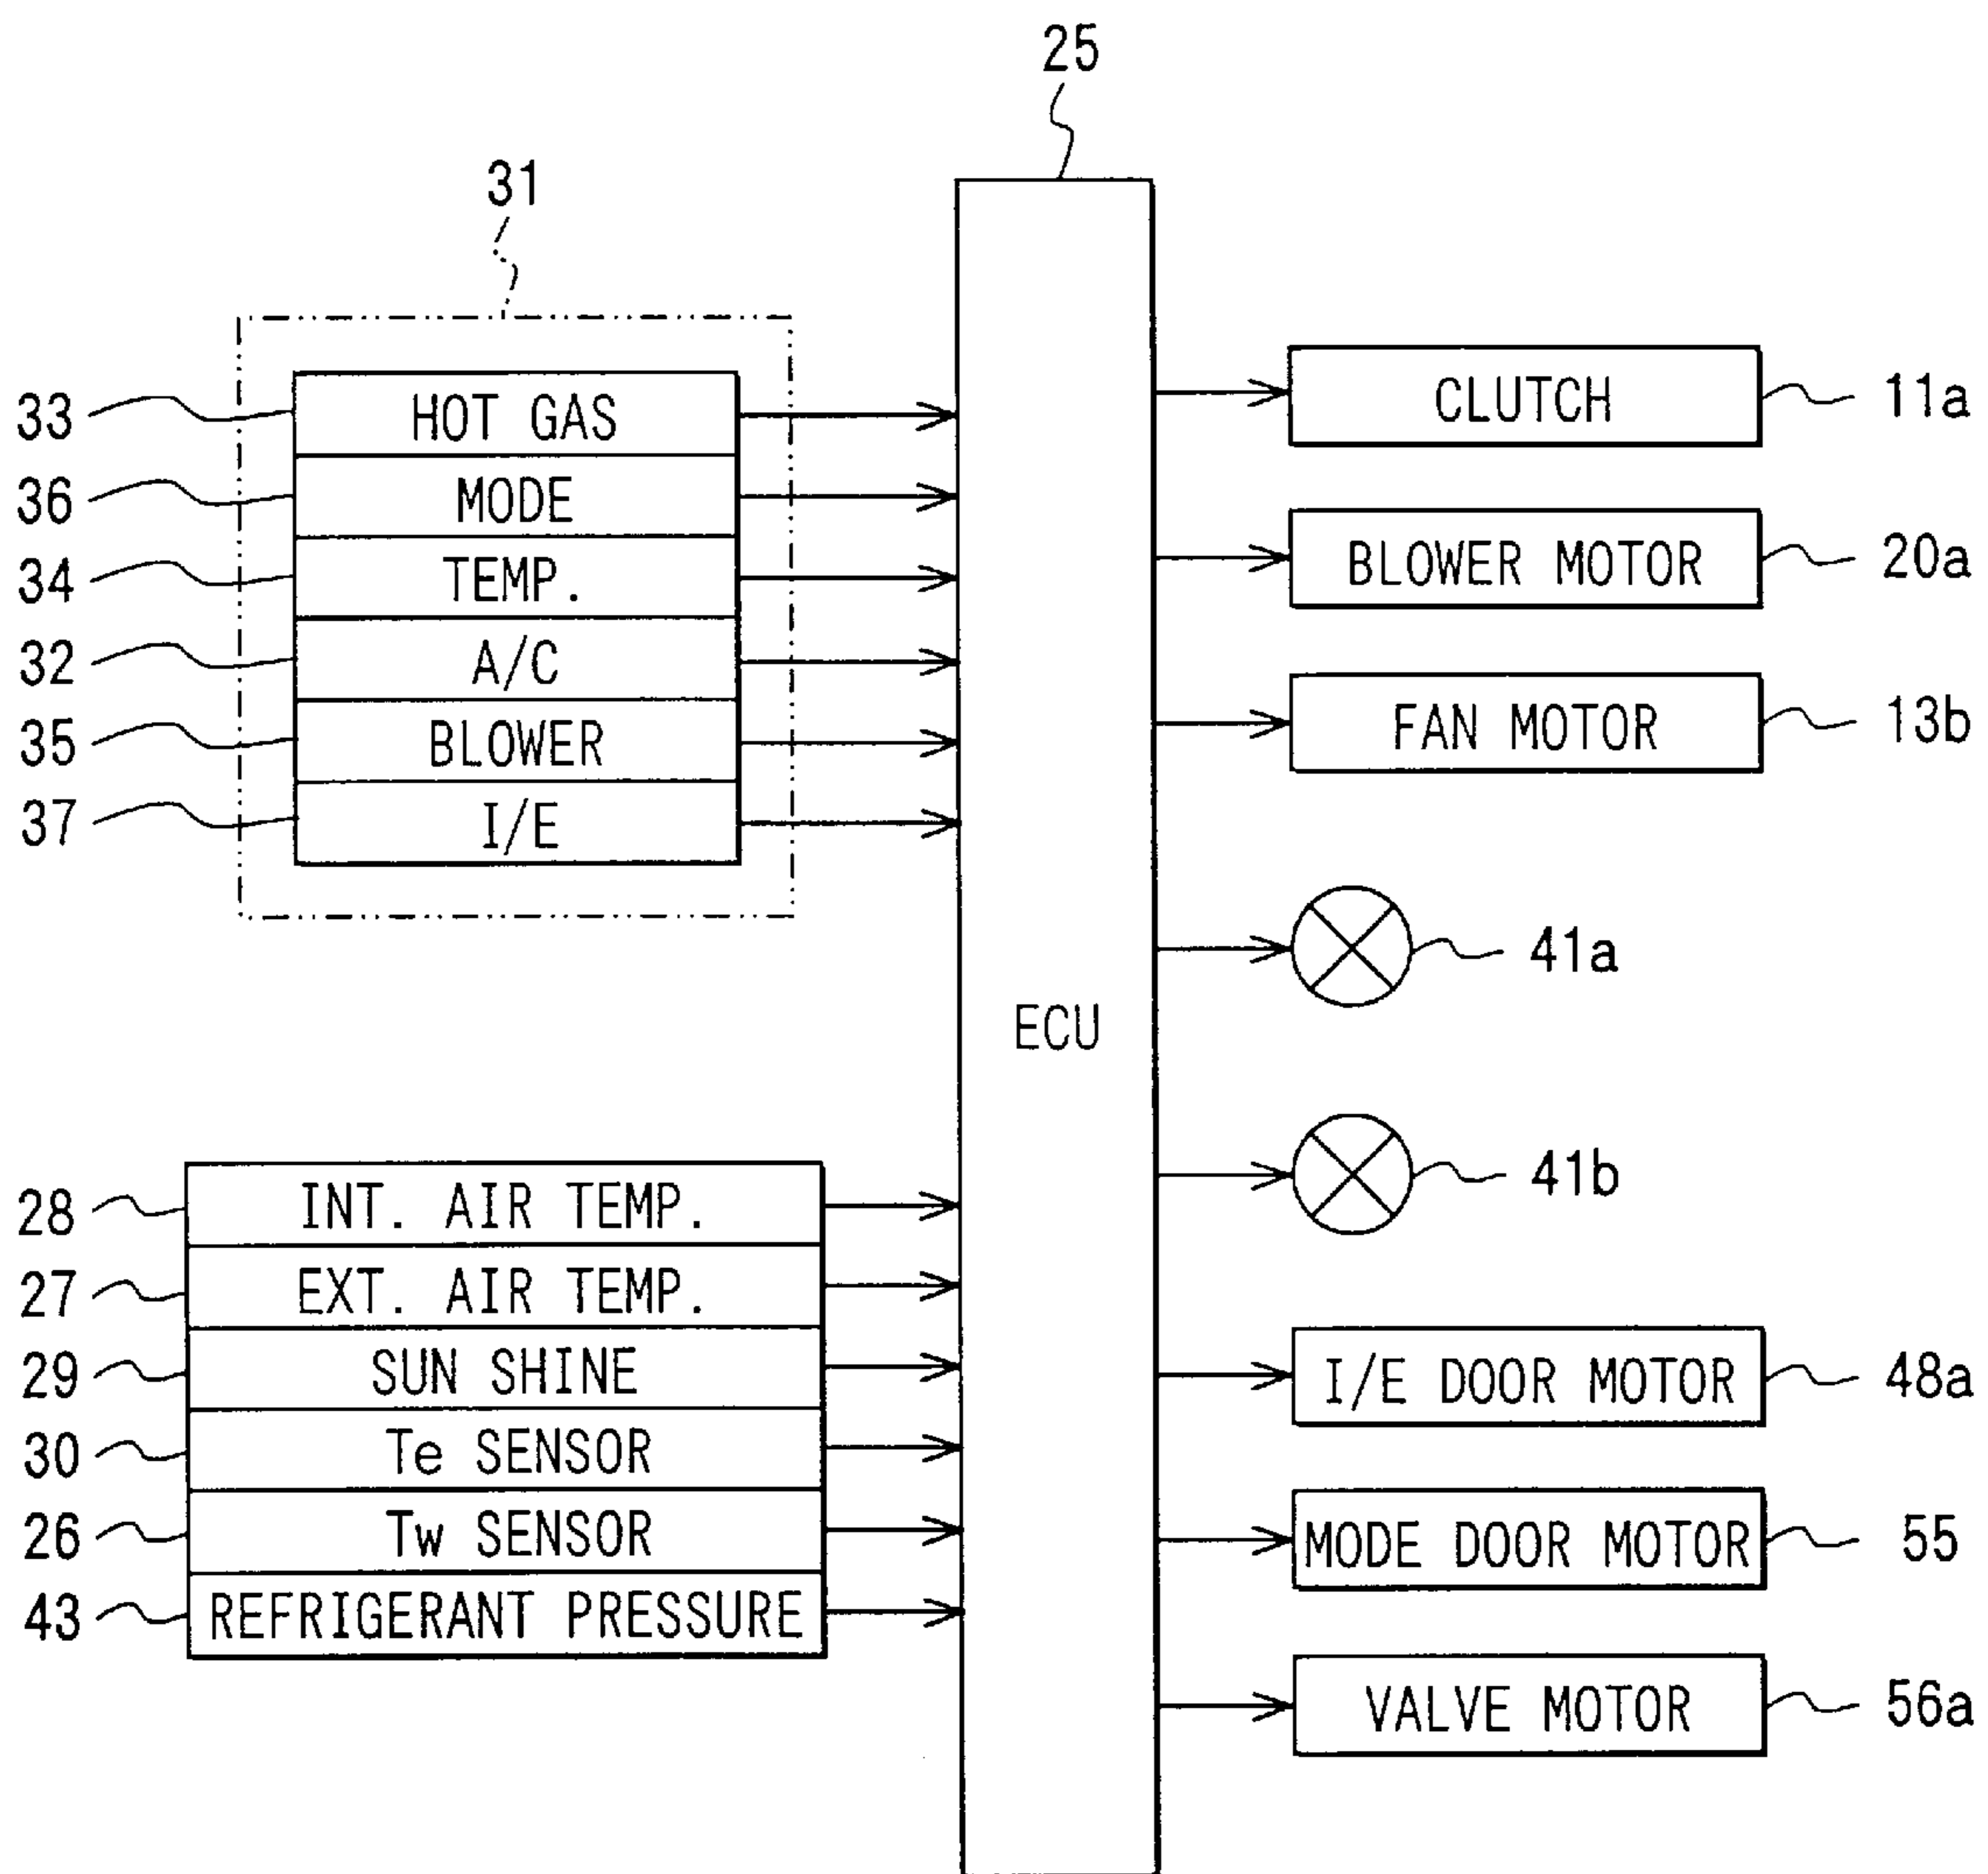 25
31
33 HOT GAS
36 MODE
34 TEMP.
32 A/C
35 BLOWER
37 I/E
28 INT. AIR TEMP.
27 EXT. AIR TEMP.
29 SUN SHINE
30 Te SENSOR
26 Tw SENSOR
43 REFRIGERANT PRESSURE
ECU
CLUTCH 11a
BLOWER MOTOR 20a
FAN MOTOR 13b
41a
41b
I/E DOOR MOTOR 48a
MODE DOOR MOTOR 55
VALVE MOTOR 56a